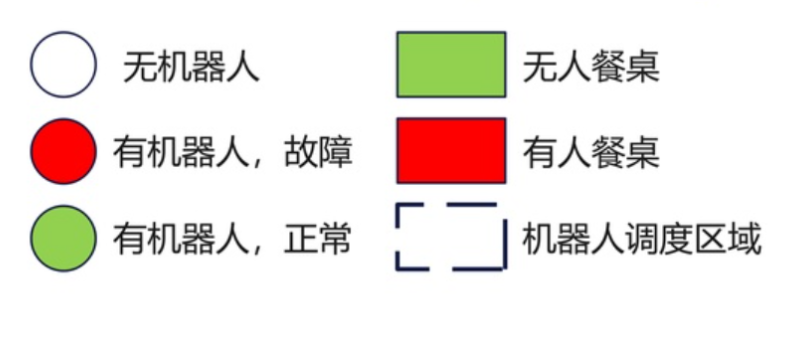 无机器人
无人餐桌
有机器人，故障
有人餐桌
有机器人，正常
机器人调度区域